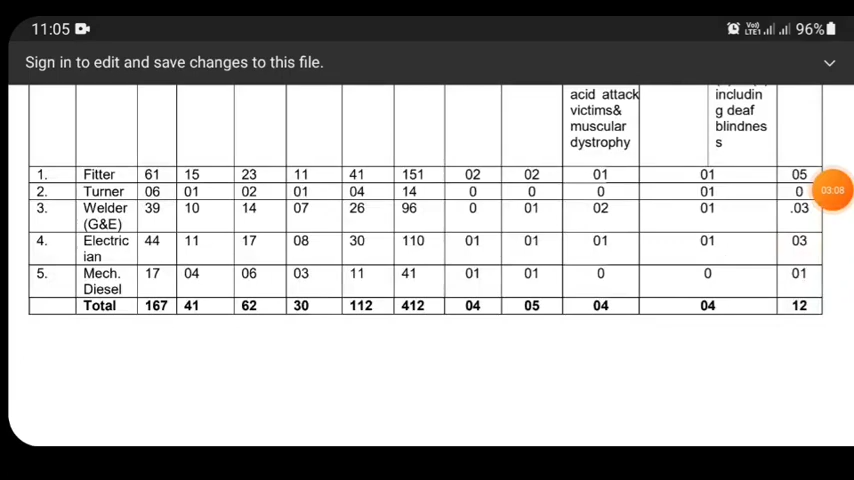 11:05 Vo) LTE1 96%
Sign in to edit and save changes to this file.
acid attack
victims&
muscular
dystrophy
includin
g deaf
blindnes
s
1. Fitter 61 15 23 11 41 151 02 02 01 01 05
2. Turner 06 01 02 01 04 14 0 0 0 01 0
3. Welder (G&E) 39 10 14 07 26 96 0 01 02 01 .03
4. Electric ian 44 11 17 08 30 110 01 01 01 01 03
5. Mech. Diesel 17 04 06 03 11 41 01 01 0 0 01
Total 167 41 62 30 112 412 04 05 04 04 12
03:08